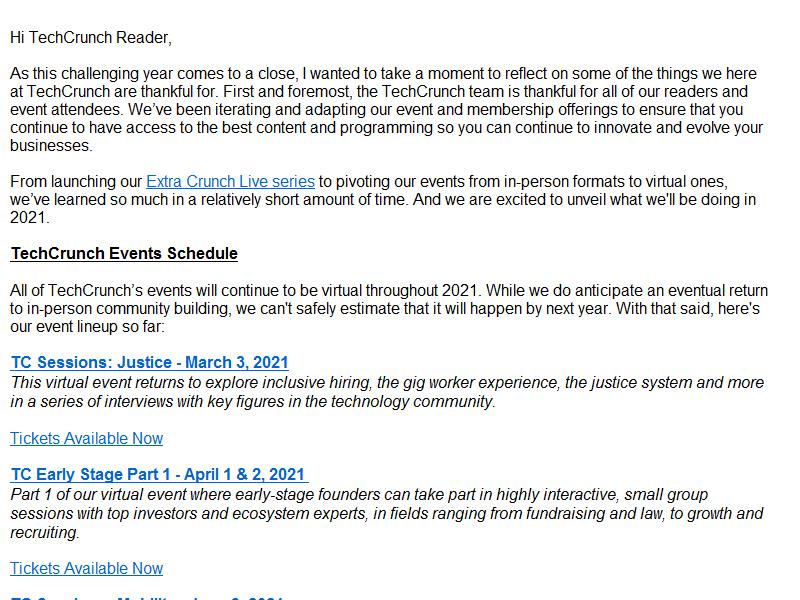 Hi TechCrunch Reader,
As this challenging year comes to a close, I wanted to take a moment to reflect on some of the things we here
at TechCrunch are thankful for. First and foremost, the TechCrunch team is thankful for all of our readers and
event attendees. We’ve been iterating and adapting our event and membership offerings to ensure that you
continue to have access to the best content and programming so you can continue to innovate and evolve your
businesses.
From launching our Extra Crunch Live series to pivoting our events from in-person formats to virtual ones,
we’ve learned so much in a relatively short amount of time. And we are excited to unveil what we'll be doing in
2021.
TechCrunch Events Schedule
All of TechCrunch’s events will continue to be virtual throughout 2021. While we do anticipate an eventual return
to in-person community building, we can't safely estimate that it will happen by next year. With that said, here's
our event lineup so far:
TC Sessions: Justice - March 3, 2021
This virtual event returns to explore inclusive hiring, the gig worker experience, the justice system and more
in a series of interviews with key figures in the technology community.
Tickets Available Now
TC Early Stage Part 1 - April 1 & 2, 2021
Part 1 of our virtual event where early-stage founders can take part in highly interactive, small group
sessions with top investors and ecosystem experts, in fields ranging from fundraising and law, to growth and
recruiting.
Tickets Available Now